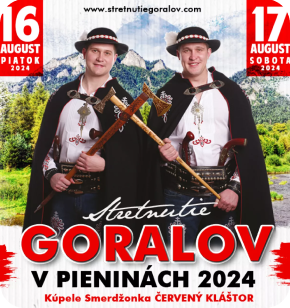 www.stretnutiegoralov.com
16
AUGUST
PIATOK
2024
17
AUGUST
SOBOTA
2024
Stretnutie
GORALOV
V PIENINÁCH 2024
Kúpele Smerdžonka ČERVENÝ KLÁŠTOR